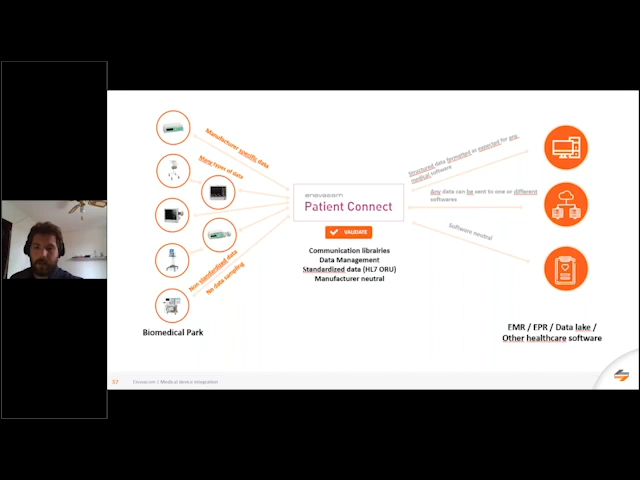 Manufacturer specific data
Many types of data
Non standardized data
No data sampling
Biomedical Park
enovacom
Patient Connect
VALIDATE
Communication librairies
Data Management
Standardized data (HL7 ORU)
Manufacturer neutral
Structured data formatted as expected for any
medical software
Any data can be sent to one or different
softwares
Software neutral
EMR / EPR / Data lake /
Other healthcare software
57
Enovacom | Medical device integration